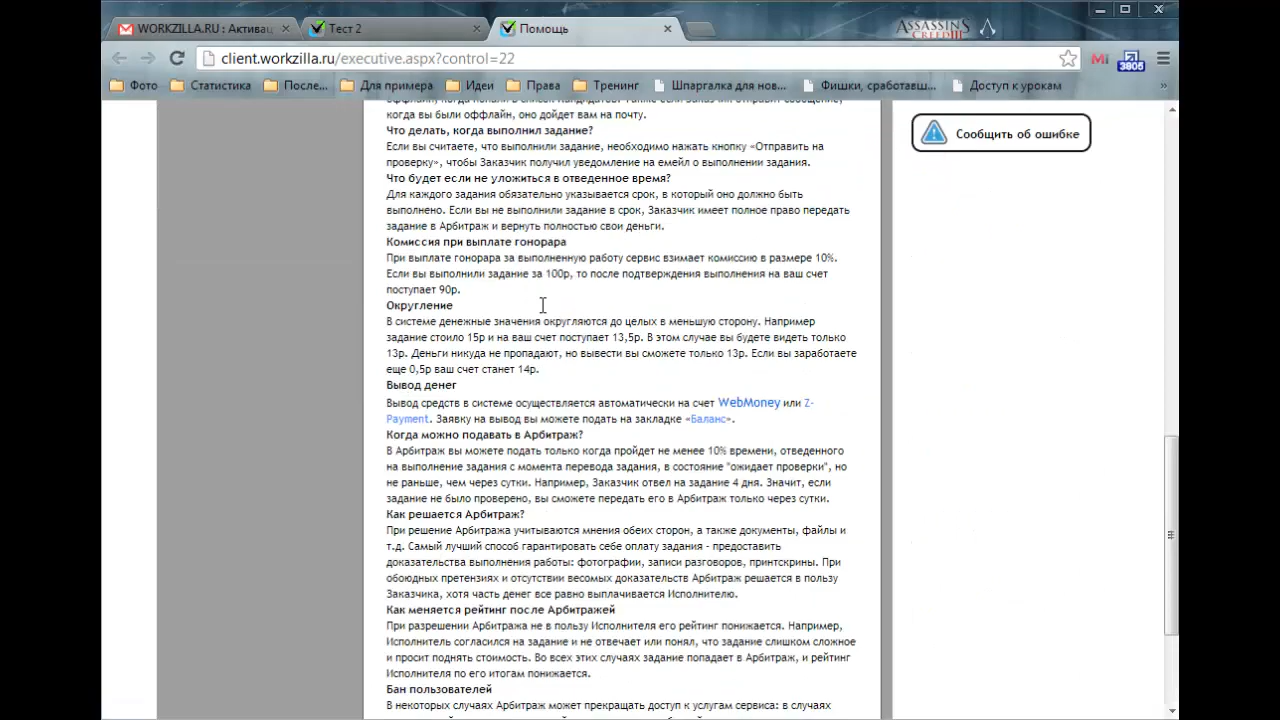 WORKZILLA.RU : Активац
Тест 2
Помощь
ASSASSIN'S
CREED III
client.workzilla.ru/executive.aspx?control=22
3805
Фото
Статистика
После...
Для примера
Идеи
Права
Тренинг
Шпаргалка для нов...
Фишки, сработавш...
Доступ к урокам
»
когда вы были оффлайн, оно дойдет вам на почту.
Что делать, когда выполнил задание?
Если вы считаете, что выполнили задание, необходимо нажать кнопку «Отправить на
проверку», чтобы Заказчик получил уведомление на емейл о выполнении задания.
Что будет если не уложиться в отведенное время?
Для каждого задания обязательно указывается срок, в который оно должно быть
выполнено. Если вы не выполнили задание в срок, Заказчик имеет полное право передать
задание в Арбитраж и вернуть полностью свои деньги.
Комиссия при выплате гонорара
При выплате гонорара за выполненную работу сервис взимает комиссию в размере 10%.
Если вы выполнили задание за 100р, то после подтверждения выполнения на ваш счет
поступает 90р.
Округление
В системе денежные значения округляются до целых в меньшую сторону. Например
задание стоило 15р и на ваш счет поступает 13,5р. В этом случае вы будете видеть только
13р. Деньги никуда не пропадают, но вывести вы сможете только 13р. Если вы заработаете
еще 0,5р ваш счет станет 14р.
Вывод денег
Вывод средств в системе осуществляется автоматически на счет WebMoney или Z-
Payment. Заявку на вывод вы можете подать на закладке «Баланс».
Когда можно подавать в Арбитраж?
В Арбитраж вы можете подать только когда пройдет не менее 10% времени, отведенного
на выполнение задания с момента перевода задания, в состояние "ожидает проверки", но
не раньше, чем через сутки. Например, Заказчик отвел на задание 4 дня. Значит, если
задание не было проверено, вы сможете передать его в Арбитраж только через сутки.
Как решается Арбитраж?
При решение Арбитража учитываются мнения обеих сторон, а также документы, файлы и
т.д. Самый лучший способ гарантировать себе оплату задания - предоставить
доказательства выполнения работы: фотографии, записи разговоров, принтскрины. При
обоюдных претензиях и отсутствии весомых доказательств Арбитраж решается в пользу
Заказчика, хотя часть денег все равно выплачивается Исполнителю.
Как меняется рейтинг после Арбитражей
При разрешении Арбитража не в пользу Исполнителя его рейтинг понижается. Например,
Исполнитель согласился на задание и не отвечает или понял, что задание слишком сложное
и просит поднять стоимость. Во всех этих случаях задание попадает в Арбитраж, и рейтинг
Исполнителя по его итогам понижается.
Бан пользователей
В некоторых случаях Арбитраж может прекращать доступ к услугам сервиса: в случаях
Сообщить об ошибке